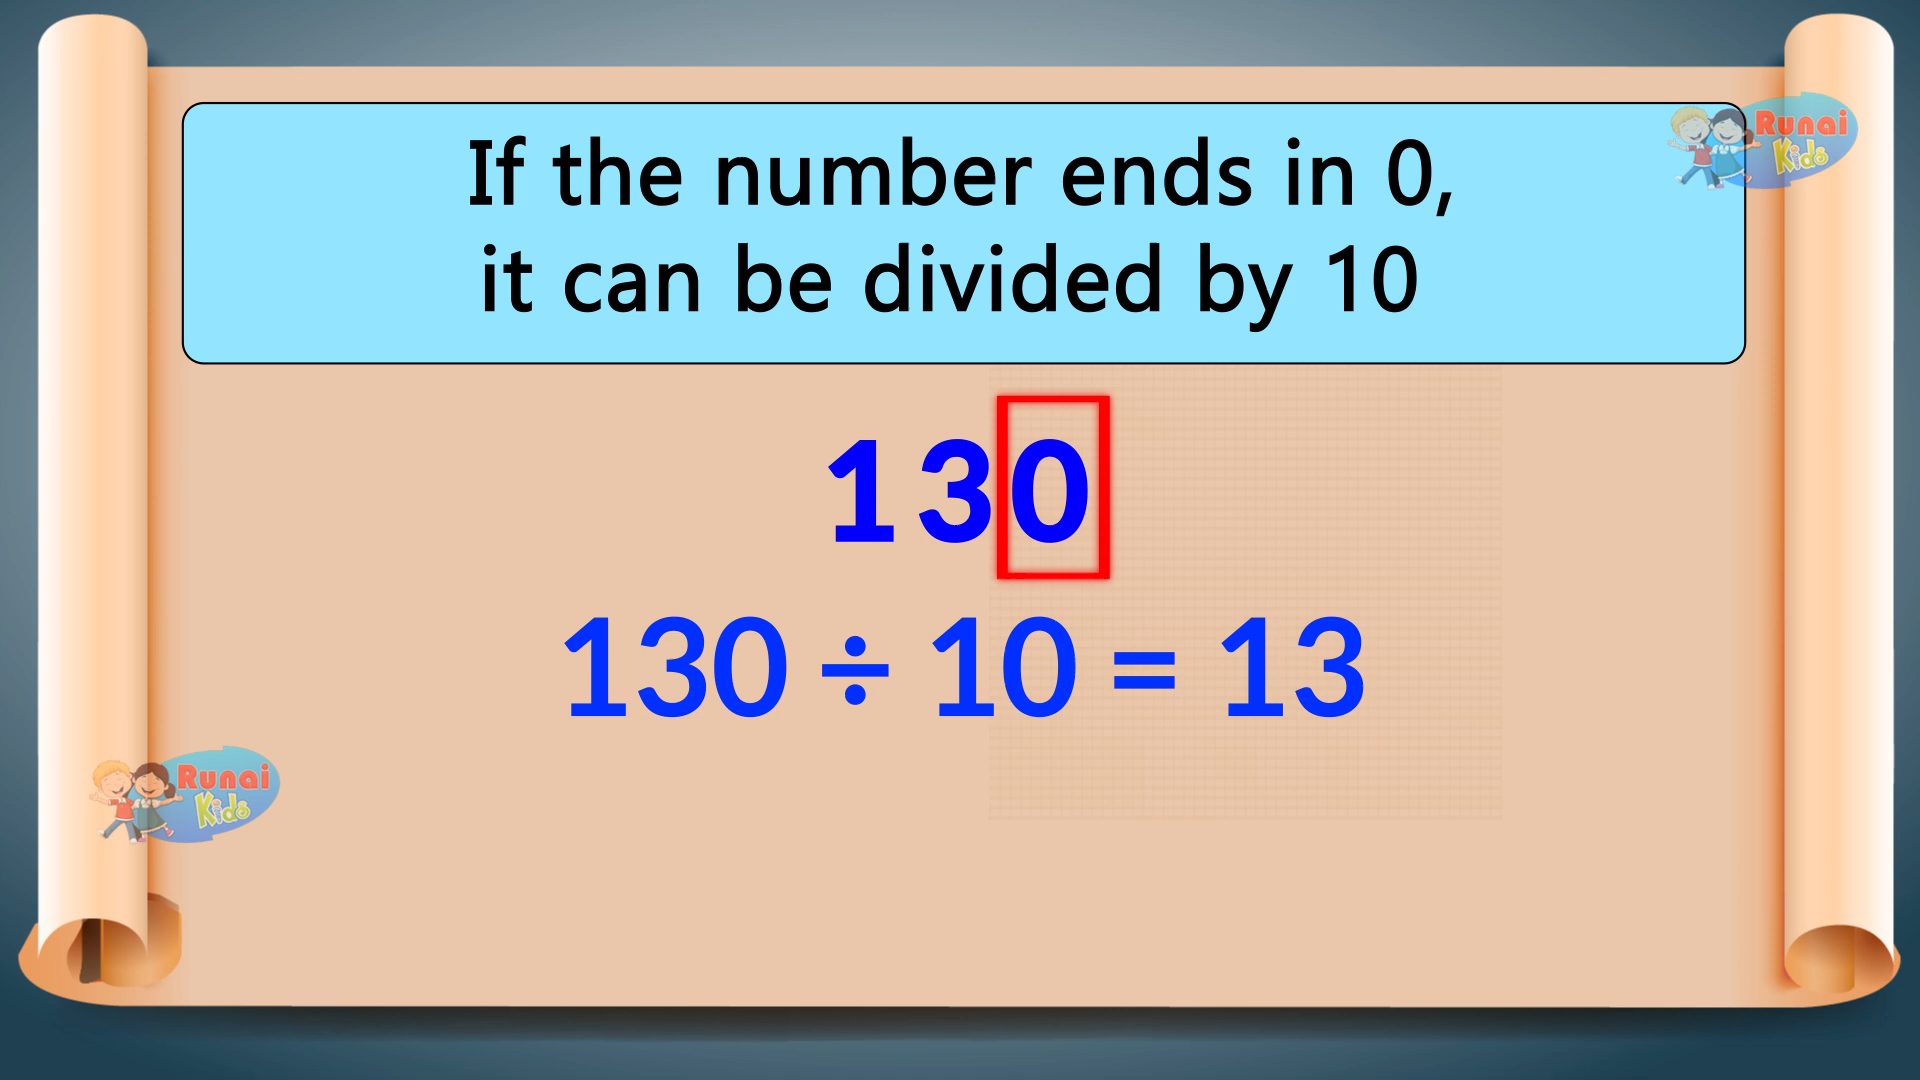 If the number ends in 0,
it can be divided by 10
Runai
Kids
130
130 ÷ 10 = 13
Runai
Kids